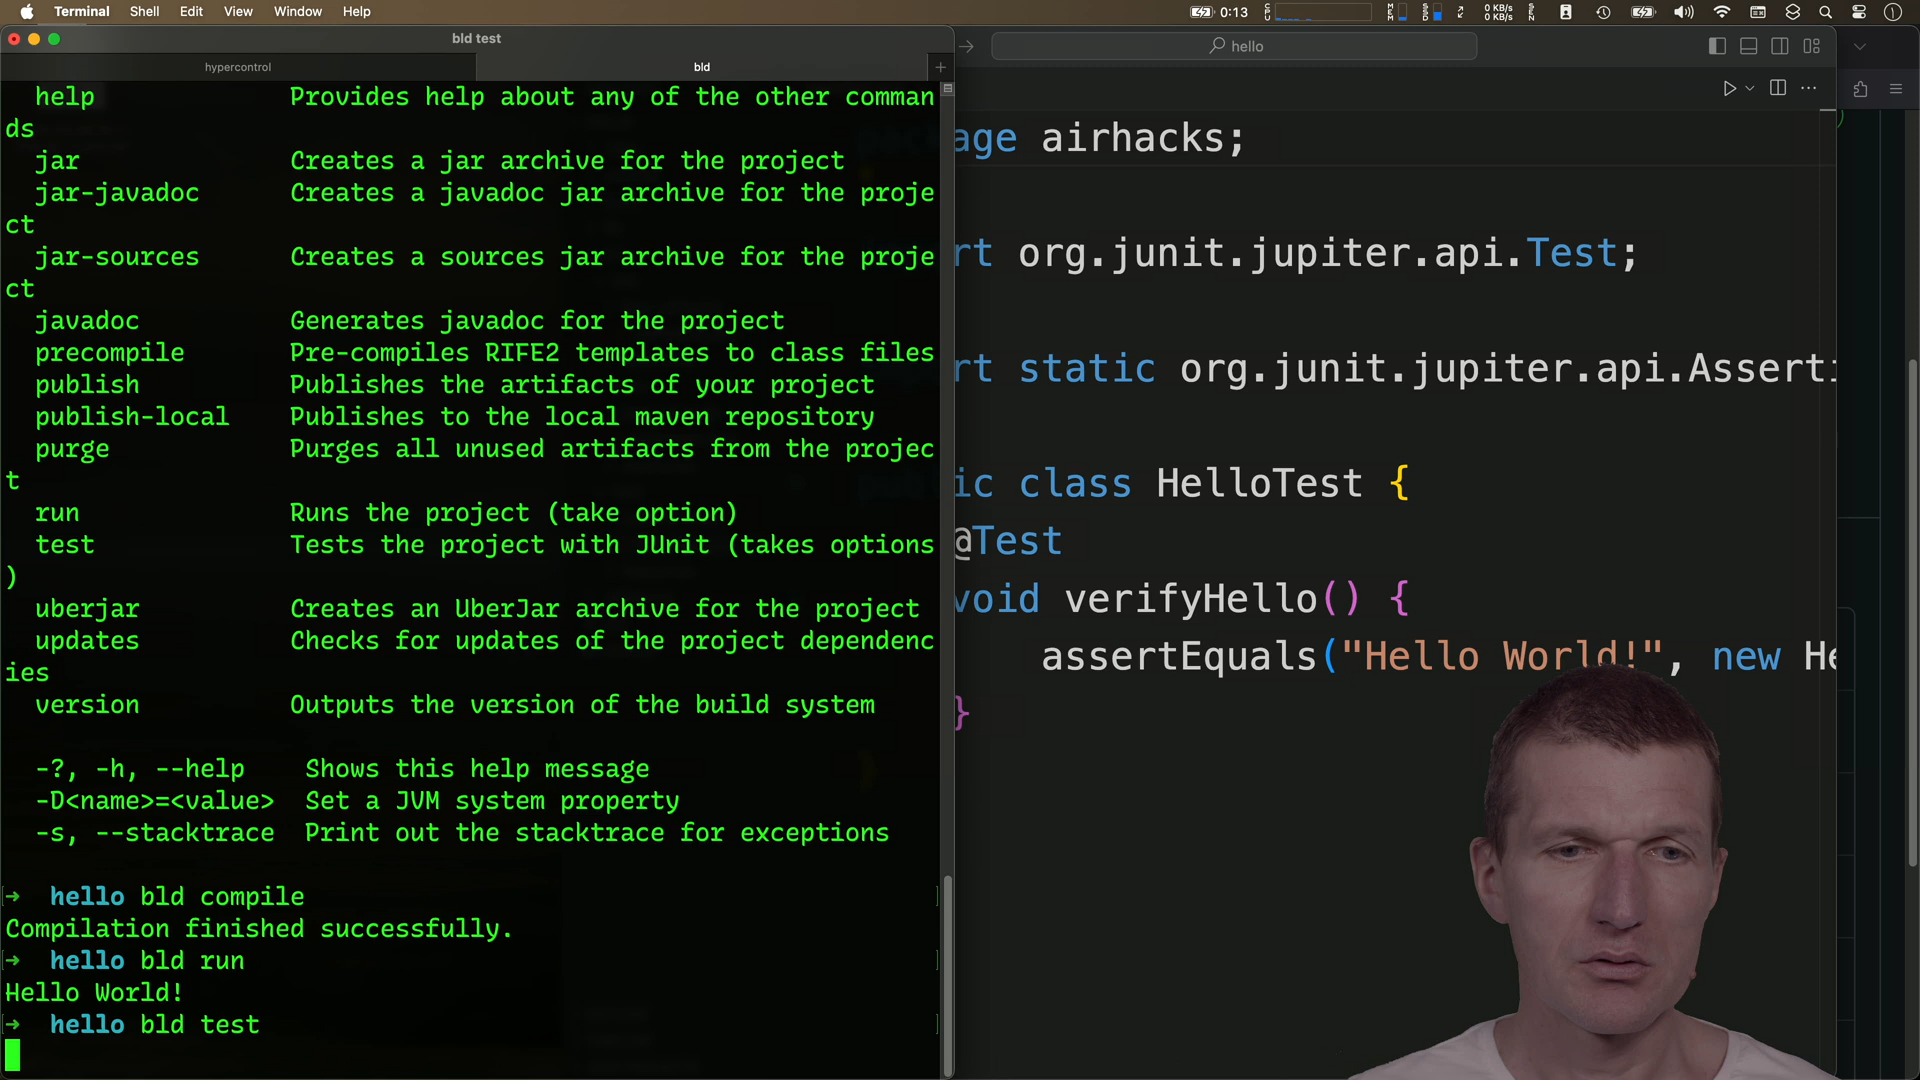 Terminal Shell Edit View Window Help 0:13 0 KB/s 0 KB/s
bld test
hypercontrol bld
hello
help Provides help about any of the other comman
ds
jar Creates a jar archive for the project
jar-javadoc Creates a javadoc jar archive for the proje
ct
jar-sources Creates a sources jar archive for the proje
ct
javadoc Generates javadoc for the project
precompile Pre-compiles RIFE2 templates to class files
publish Publishes the artifacts of your project
publish-local Publishes to the local maven repository
purge Purges all unused artifacts from the projec
t
run Runs the project (take option)
test Tests the project with JUnit (takes options
)
uberjar Creates an UberJar archive for the project
updates Checks for updates of the project dependenc
ies
version Outputs the version of the build system
-?, -h, --help Shows this help message
-D<name>=<value> Set a JVM system property
-s, --stacktrace Print out the stacktrace for exceptions
→ hello bld compile
Compilation finished successfully.
→ hello bld run
Hello World!
→ hello bld test
age airhacks;
rt org.junit.jupiter.api.Test;
rt static org.junit.jupiter.api.Asserti
ic class HelloTest {
@Test
void verifyHello() {
assertEquals("Hello World!", new He
}